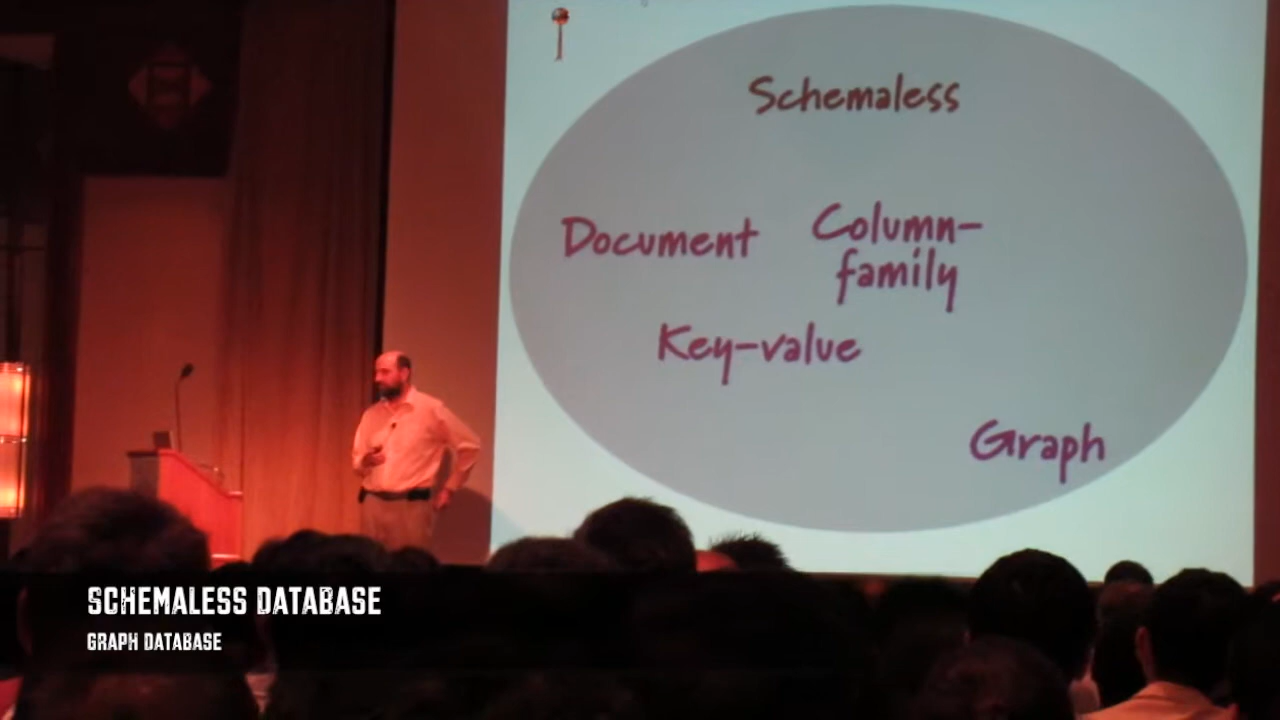 Schemaless
Document
Column-
family
Key-value
Graph
SCHEMALESS DATABASE
GRAPH DATABASE